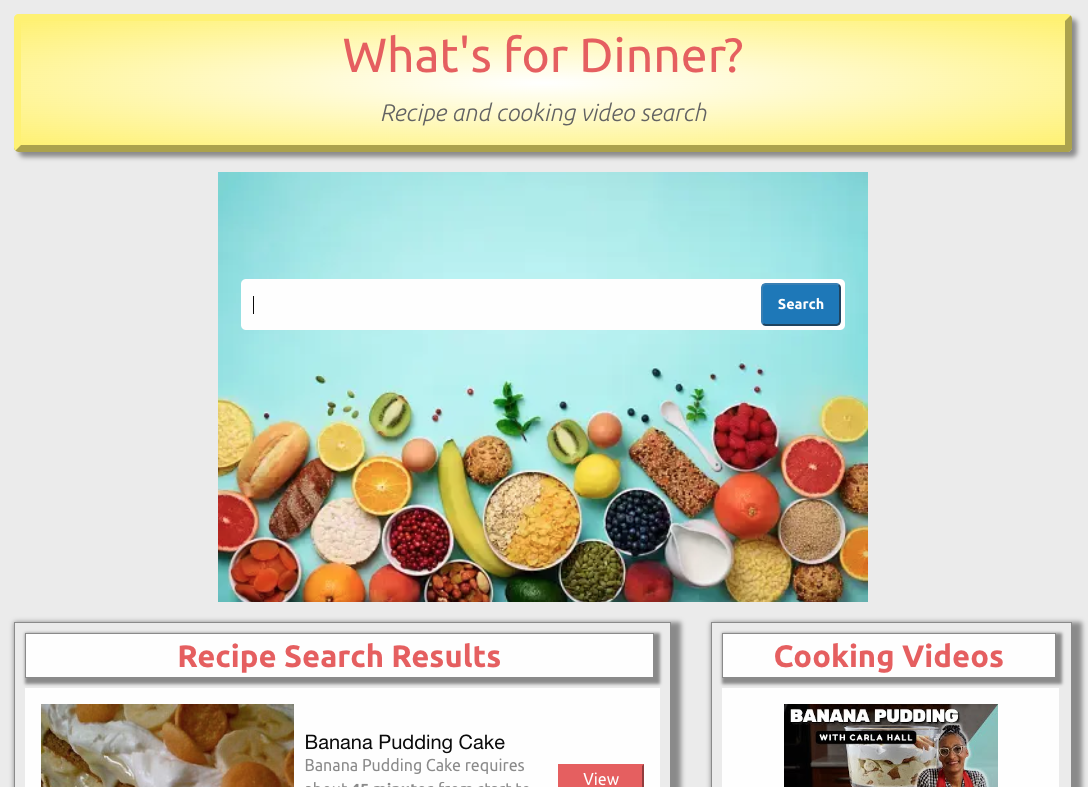 What's for Dinner?
Recipe and cooking video search
Search
Recipe Search Results
Cooking Videos
Banana Pudding Cake
Banana Pudding Cake requires
about 45 minutes from start to
View
BANANA PUDDING
WITH CARLA HALL